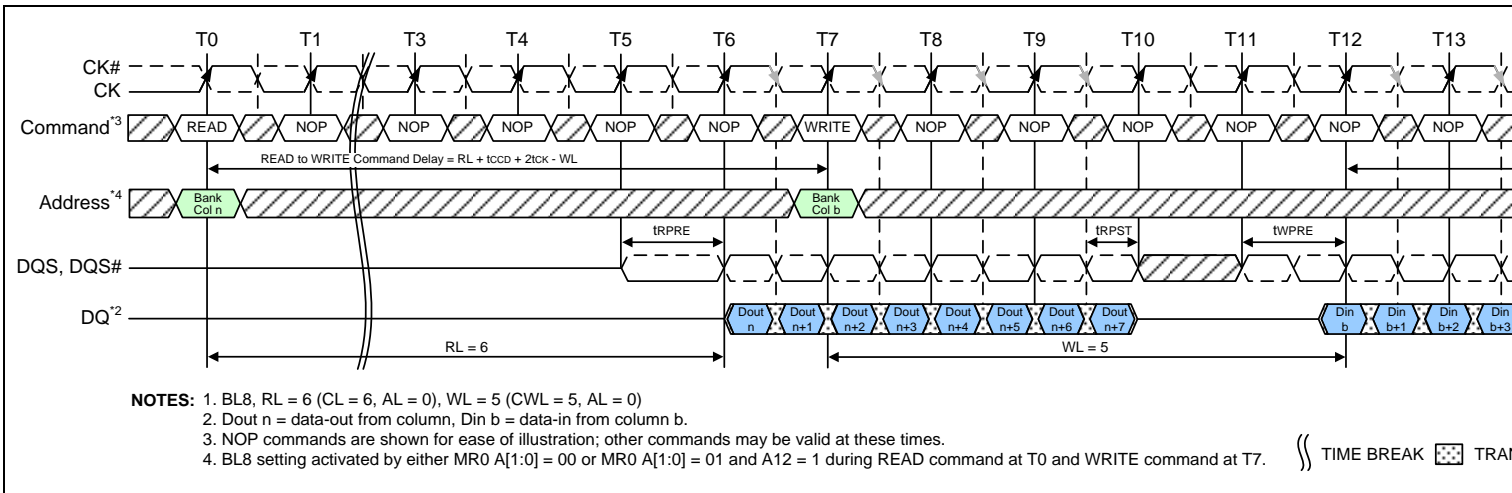 T0 T1 T3 T4 T5 T6 T7 T8 T9 T10 T11 T12 T13
CK#
CK
Command*3 READ NOP NOP NOP NOP NOP WRITE NOP NOP NOP NOP NOP NOP
READ to WRITE Command Delay = RL + tCCD + 2tCK - WL
Address*4 Bank Col n Bank Col b
tRPRE tRPST tWPRE
DQS, DQS#
DQ*2 Dout n Dout n+1 Dout n+2 Dout n+3 Dout n+4 Dout n+5 Dout n+6 Dout n+7 Din b Din b+1 Din b+2 Din b+3
RL = 6 WL = 5
NOTES: 1. BL8, RL = 6 (CL = 6, AL = 0), WL = 5 (CWL = 5, AL = 0)
2. Dout n = data-out from column, Din b = data-in from column b.
3. NOP commands are shown for ease of illustration; other commands may be valid at these times.
4. BL8 setting activated by either MR0 A[1:0] = 00 or MR0 A[1:0] = 01 and A12 = 1 during READ command at T0 and WRITE command at T7.
TIME BREAK TRAN